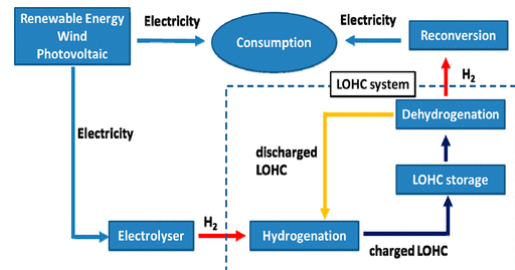 Renewable Energy
Wind
Photovoltaic
Electricity
Consumption
Electricity
Reconversion
LOHC system
H2
Dehydrogenation
discharged
LOHC
Electricity
LOHC storage
Electrolyser
H2
Hydrogenation
charged LOHC